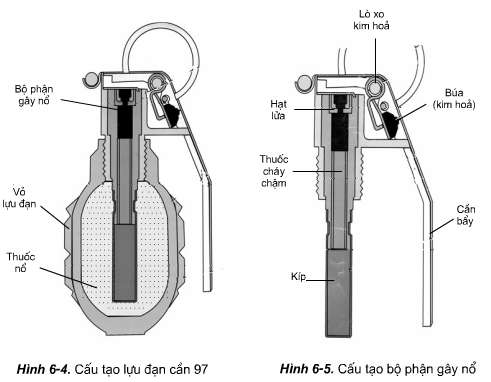 Bộ phận
gây nổ
Vỏ
lựu đạn
Thuốc
nổ
Hình 6-4. Cấu tạo lựu đạn cần 97
Lò xo
kim hoả
Hạt
lửa
Búa
(kim hoả)
Thuốc
cháy
chậm
Cần
bẩy
Kíp
Hình 6-5. Cấu tạo bộ phận gây nổ